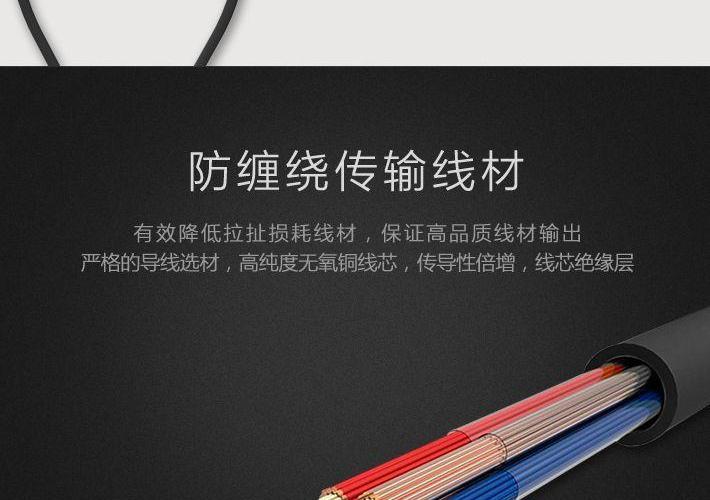 防缠绕传输线材
有效降低拉扯损耗线材，保证高品质线材输出
严格的导线选材，高纯度无氧铜线芯，传导性倍增，线芯绝缘层